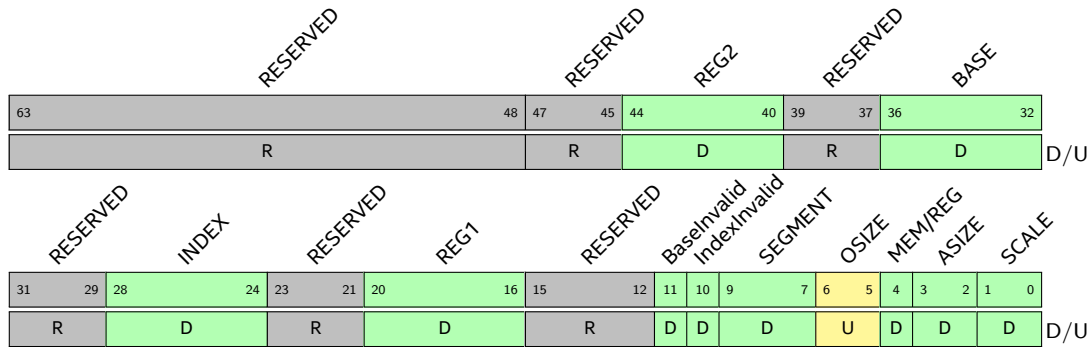 RESERVED RESERVED REG2 RESERVED BASE
63 48 47 45 44 40 39 37 36 32
R R D R D D/U
RESERVED INDEX RESERVED REG1 RESERVED BaseInvalid IndexInvalid SEGMENT OSIZE MEM/REG ASIZE SCALE
31 29 28 24 23 21 20 16 15 12 11 10 9 7 6 5 4 3 2 1 0
R D R D R D D D U D D D D/U